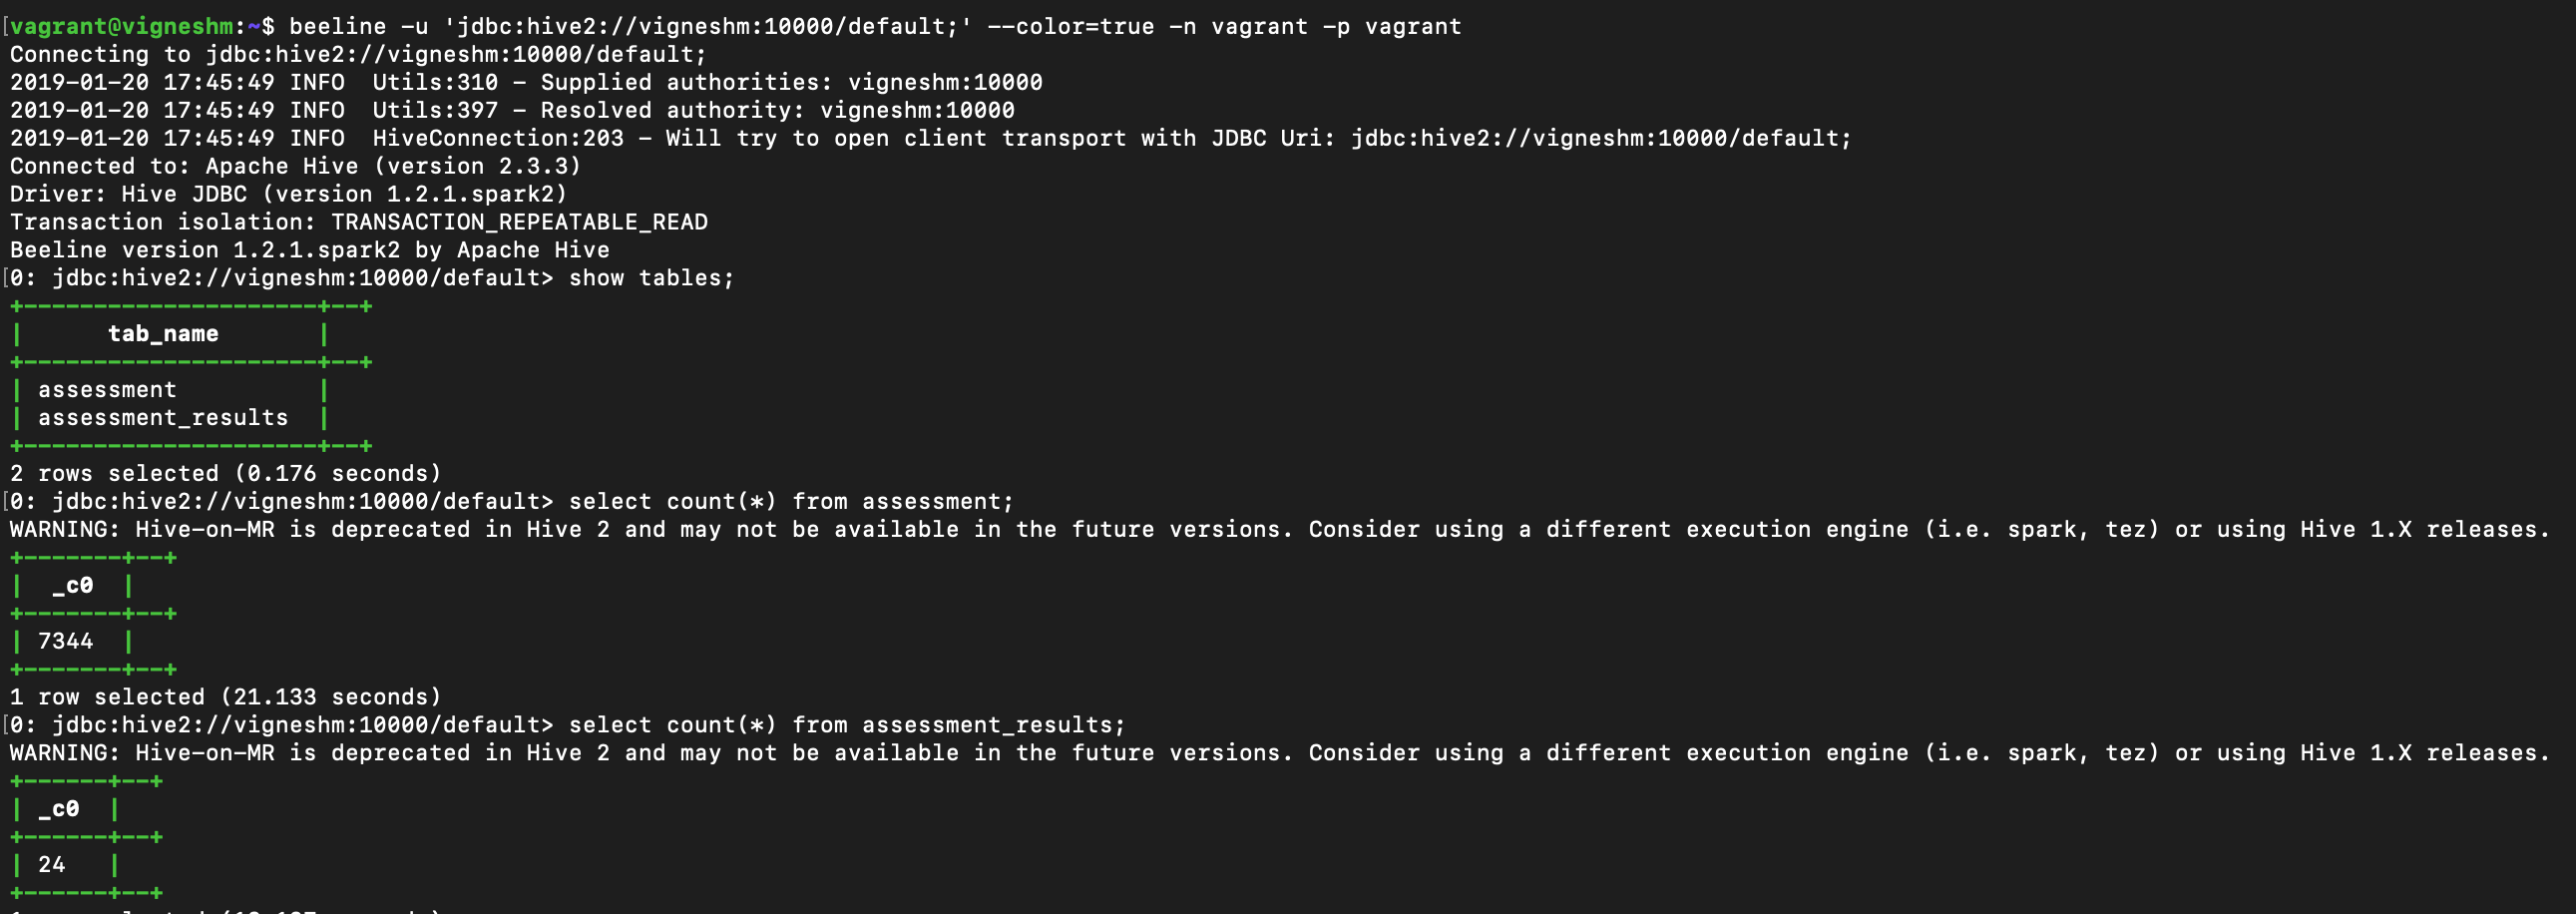 [vagrant@vigneshm:~$ beeline -u 'jdbc:hive2://vigneshm:10000/default;' --color=true -n vagrant -p vagrant
Connecting to jdbc:hive2://vigneshm:10000/default;
2019-01-20 17:45:49 INFO  Utils:310 - Supplied authorities: vigneshm:10000
2019-01-20 17:45:49 INFO  Utils:397 - Resolved authority: vigneshm:10000
2019-01-20 17:45:49 INFO  HiveConnection:203 - Will try to open client transport with JDBC Uri: jdbc:hive2://vigneshm:10000/default;
Connected to: Apache Hive (version 2.3.3)
Driver: Hive JDBC (version 1.2.1.spark2)
Transaction isolation: TRANSACTION_REPEATABLE_READ
Beeline version 1.2.1.spark2 by Apache Hive
[0: jdbc:hive2://vigneshm:10000/default> show tables;
+---------------------+--+
|      tab_name       |
+---------------------+--+
| assessment          |
| assessment_results  |
+---------------------+--+
2 rows selected (0.176 seconds)
[0: jdbc:hive2://vigneshm:10000/default> select count(*) from assessment;
WARNING: Hive-on-MR is deprecated in Hive 2 and may not be available in the future versions. Consider using a different execution engine (i.e. spark, tez) or using Hive 1.X releases.
+-------+--+
|  _c0  |
+-------+--+
| 7344  |
+-------+--+
1 row selected (21.133 seconds)
[0: jdbc:hive2://vigneshm:10000/default> select count(*) from assessment_results;
WARNING: Hive-on-MR is deprecated in Hive 2 and may not be available in the future versions. Consider using a different execution engine (i.e. spark, tez) or using Hive 1.X releases.
+------+--+
| _c0  |
+------+--+
| 24   |
+------+--+